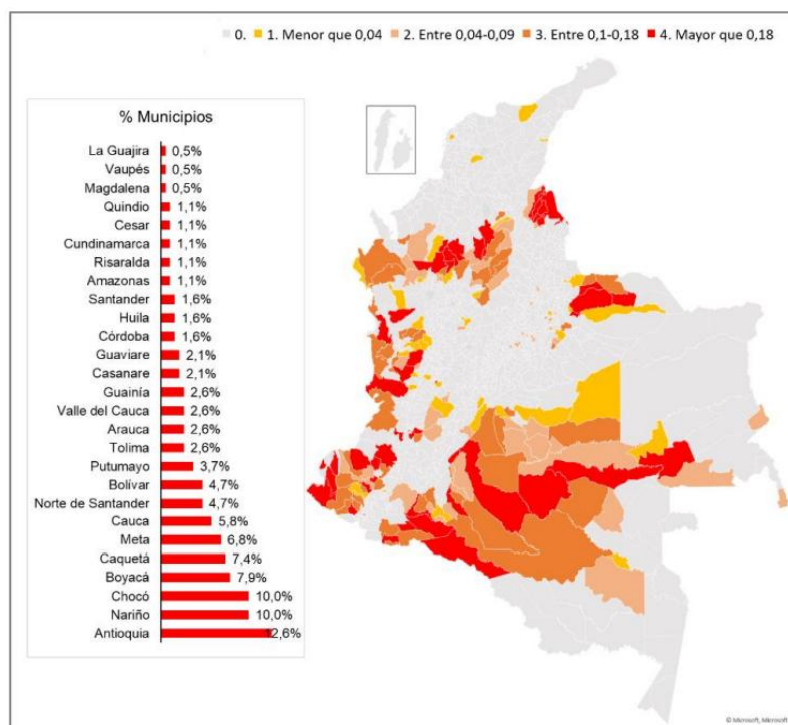 0. 1. Menor que 0,04 2. Entre 0,04-0,09 3. Entre 0,1-0,18 4. Mayor que 0,18
% Municipios
La Guajira 0,5%
Vaupés 0,5%
Magdalena 0,5%
Quindio 1,1%
Cesar 1,1%
Cundinamarca 1,1%
Risaralda 1,1%
Amazonas 1,1%
Santander 1,6%
Huila 1,6%
Córdoba 1,6%
Guaviare 2,1%
Casanare 2,1%
Guainía 2,6%
Valle del Cauca 2,6%
Arauca 2,6%
Tolima 2,6%
Putumayo 3,7%
Bolívar 4,7%
Norte de Santander 4,7%
Cauca 5,8%
Meta 6,8%
Caquetá 7,4%
Boyacá 7,9%
Chocó 10,0%
Nariño 10,0%
Antioquia 12,6%
© Microsoft, Microsoft